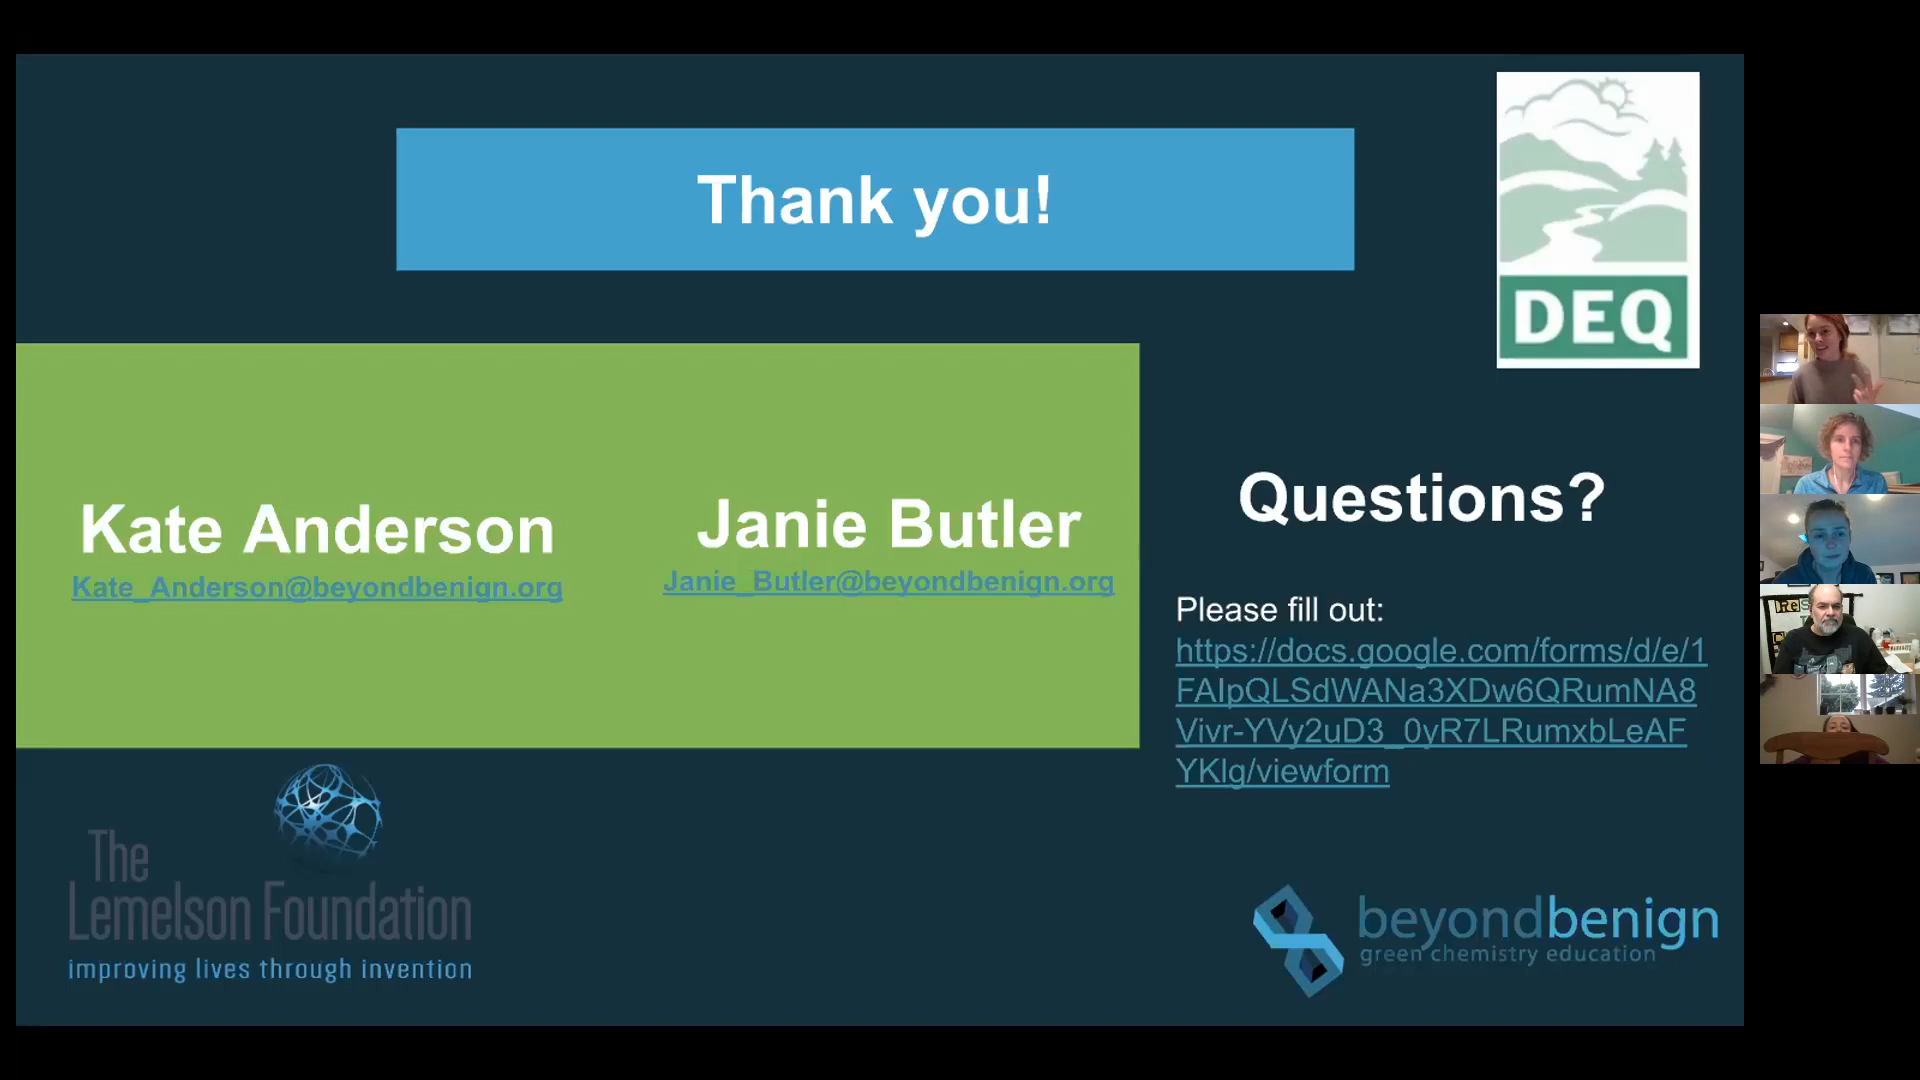 Thank you!
DEQ
Kate Anderson
Kate_Anderson@beyondbenign.org
Janie Butler
Janie_Butler@beyondbenign.org
Questions?
Please fill out:
https://docs.google.com/forms/d/e/1
FAIpQLSdWANa3XDw6QRumNA8
Vivr-YVy2uD3_0yR7LRumxbLeAF
YKlg/viewform
The
Lemelson Foundation
improving lives through invention
beyondbenign
green chemistry education